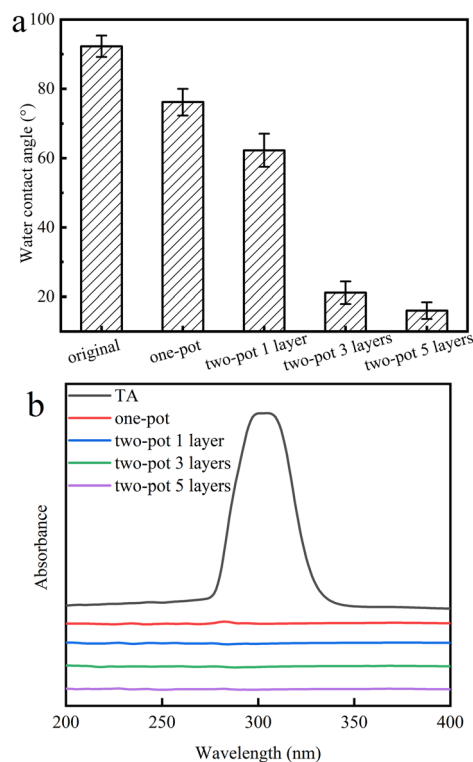 a
Water contact angle (°)
100
80
60
40
20
original
one-pot
two-pot 1 layer
two-pot 3 layers
two-pot 5 layers
b
TA
one-pot
two-pot 1 layer
two-pot 3 layers
two-pot 5 layers
Absorbance
200 250 300 350 400
Wavelength (nm)